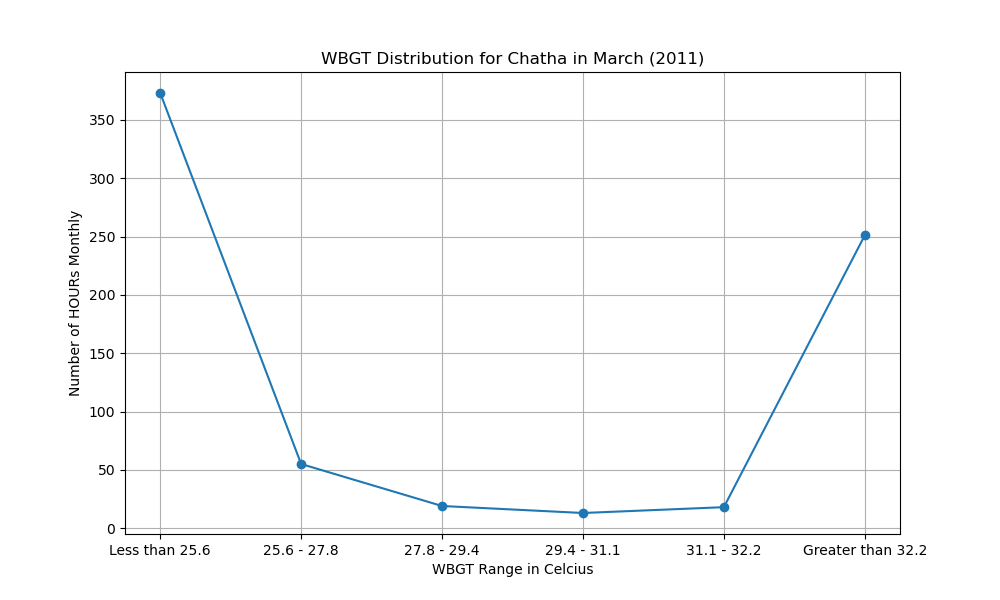 WBGT Distribution for Chatha in March (2011)
Number of HOURs Monthly
350
300
250
200
150
100
50
0
Less than 25.6
25.6 - 27.8
27.8 - 29.4
29.4 - 31.1
31.1 - 32.2
Greater than 32.2
WBGT Range in Celcius